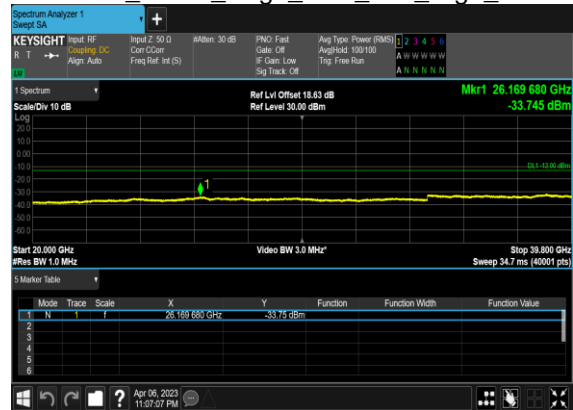 Spectrum Analyzer 1
Swept SA
KEYSIGHT
R T
LV
Input: RF
Coupling: DC
Align: Auto
Input Z: 50 Ω
Corr CCorr
Freq Ref: Int (S)
#Atten: 30 dB
PNO: Fast
Gate: Off
IF Gain: Low
Sig Track: Off
Avg Type: Power (RMS)
Avg|Hold: 100/100
Trig: Free Run
1 2 3 4 5 6
A W W W W W
A N N N N N
1 Spectrum
Scale/Div 10 dB
Ref Lvl Offset 18.63 dB
Ref Level 30.00 dBm
Mkr1 26.169 680 GHz
-33.745 dBm
Log
20.0
10.0
0.00
-10.0
-20.0
-30.0
-40.0
-50.0
-60.0
DL1 -13.00 dBm
1
Start 20.000 GHz
#Res BW 1.0 MHz
Video BW 3.0 MHz*
Stop 39.800 GHz
Sweep 34.7 ms (40001 pts)
5 Marker Table
Mode Trace Scale X Y Function Function Width Function Value
1 N 1 f 26.169 680 GHz -33.75 dBm
2
3
4
5
6
?
Apr 06, 2023
11:07:07 PM